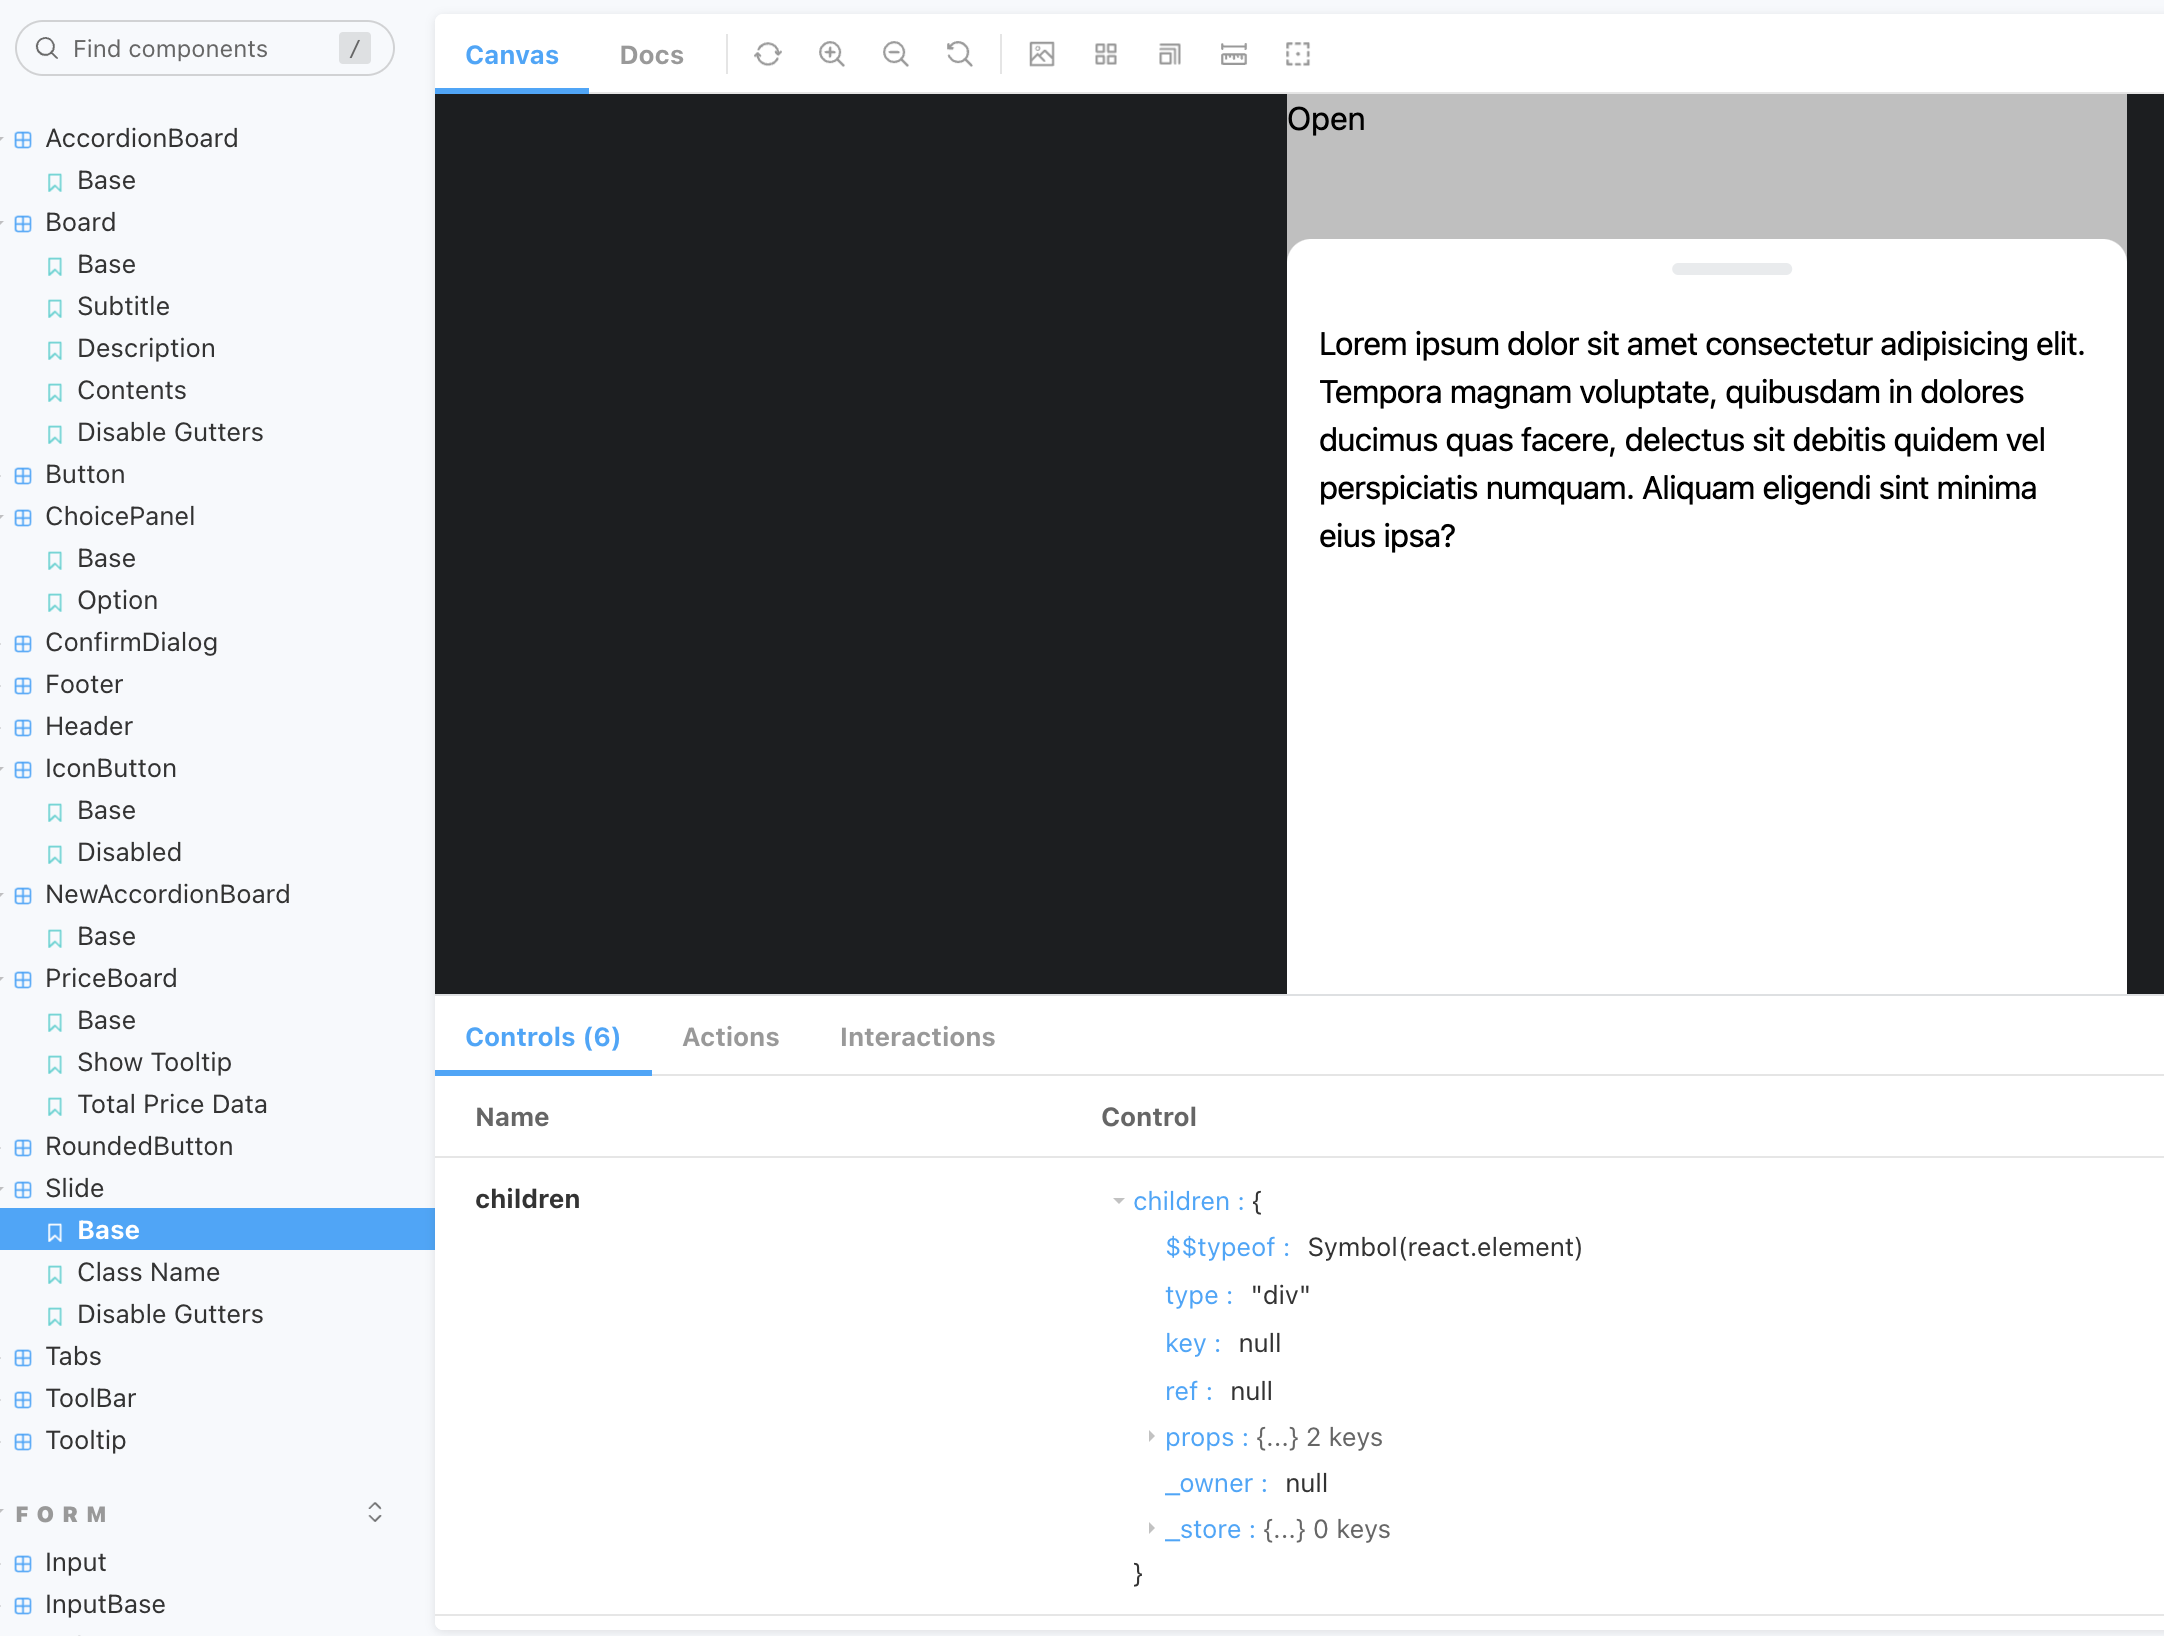 Find components /
AccordionBoard
Base
Board
Base
Subtitle
Description
Contents
Disable Gutters
Button
ChoicePanel
Base
Option
ConfirmDialog
Footer
Header
IconButton
Base
Disabled
NewAccordionBoard
Base
PriceBoard
Base
Show Tooltip
Total Price Data
RoundedButton
Slide
Base
Class Name
Disable Gutters
Tabs
ToolBar
Tooltip
FORM
Input
InputBase
Canvas Docs
Open
Lorem ipsum dolor sit amet consectetur adipisicing elit.
Tempora magnam voluptate, quibusdam in dolores
ducimus quas facere, delectus sit debitis quidem vel
perspiciatis numquam. Aliquam eligendi sint minima
eius ipsa?
Controls (6) Actions Interactions
Name Control
children
children : {
$$typeof : Symbol(react.element)
type : "div"
key : null
ref : null
props : {...} 2 keys
_owner : null
_store : {...} 0 keys
}